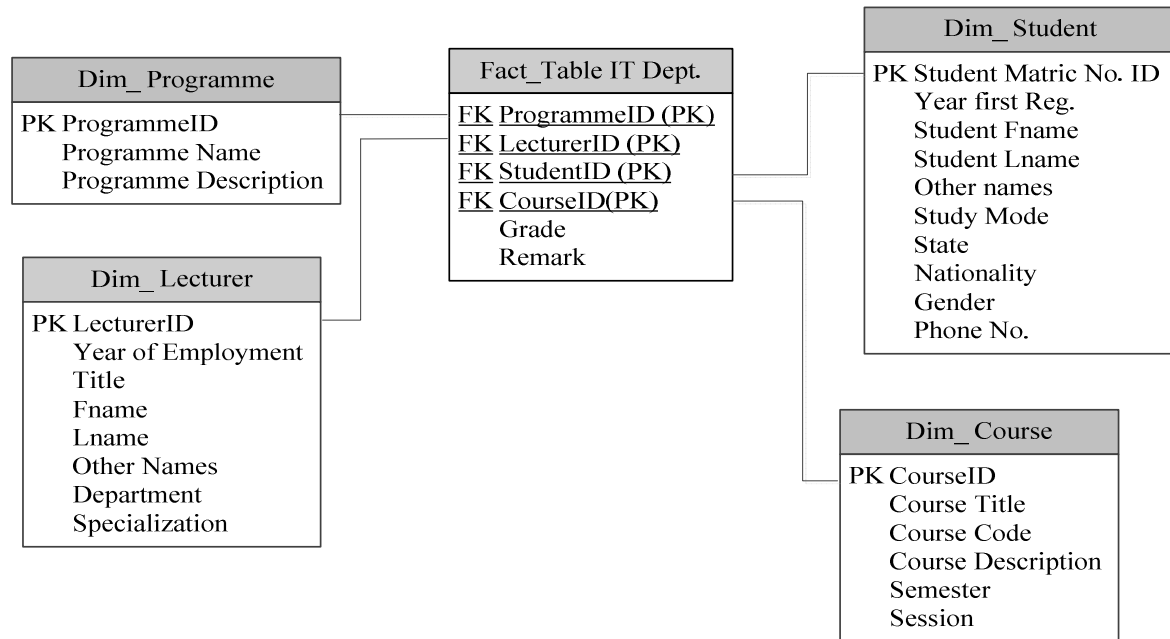 Dim_ Programme
PK ProgrammeID
Programme Name
Programme Description
Dim_ Lecturer
PK LecturerID
Year of Employment
Title
Fname
Lname
Other Names
Department
Specialization
Fact_Table IT Dept.
FK ProgrammeID (PK)
FK LecturerID (PK)
FK StudentID (PK)
FK CourseID(PK)
Grade
Remark
Dim_ Student
PK Student Matric No. ID
Year first Reg.
Student Fname
Student Lname
Other names
Study Mode
State
Nationality
Gender
Phone No.
Dim_ Course
PK CourseID
Course Title
Course Code
Course Description
Semester
Session